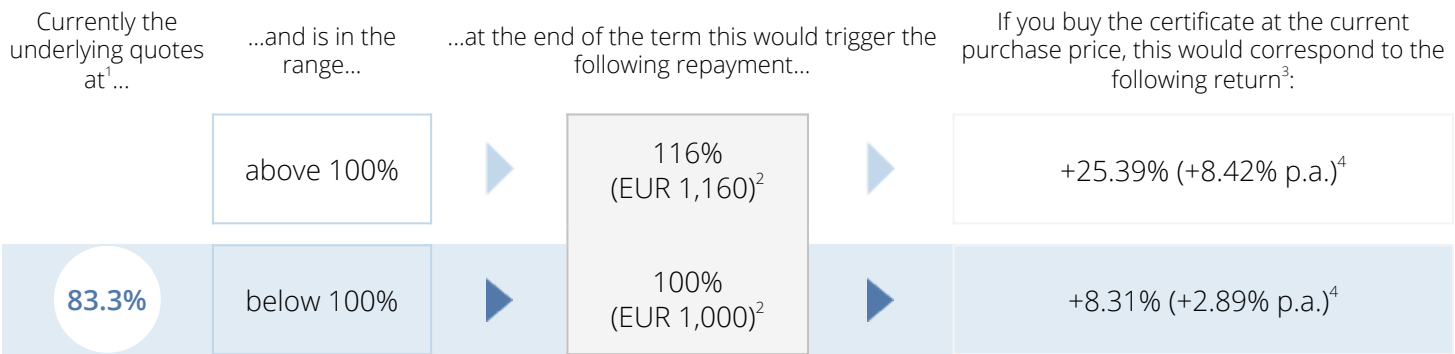 Currently the
underlying quotes
at¹...
...and is in the
range...
...at the end of the term this would trigger the
following repayment...
If you buy the certificate at the current
purchase price, this would correspond to the
following return³:
above 100%
116%
(EUR 1,160)²
+25.39% (+8.42% p.a.)⁴
83.3%
below 100%
100%
(EUR 1,000)²
+8.31% (+2.89% p.a.)⁴